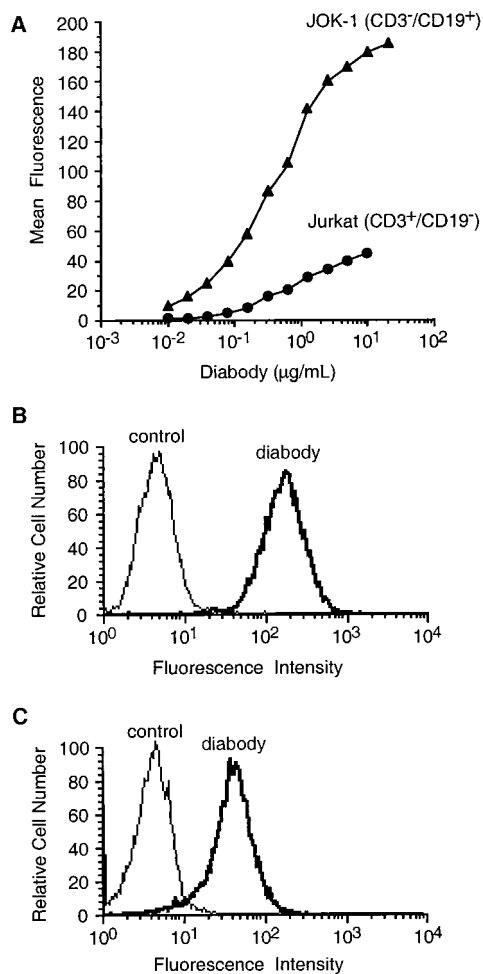 A
JOK-1 (CD3⁻/CD19⁺)
200
180
160
140
120
100
80
60
40
20
0
Mean Fluorescence
Jurkat (CD3⁺/CD19⁻)
10⁻³ 10⁻² 10⁻¹ 10⁰ 10¹ 10²
Diabody (µg/mL)
B
control
diabody
100
80
60
40
20
0
Relative Cell Number
10⁰ 10¹ 10² 10³ 10⁴
Fluorescence Intensity
C
control
diabody
100
80
60
40
20
0
Relative Cell Number
10⁰ 10¹ 10² 10³ 10⁴
Fluorescence Intensity